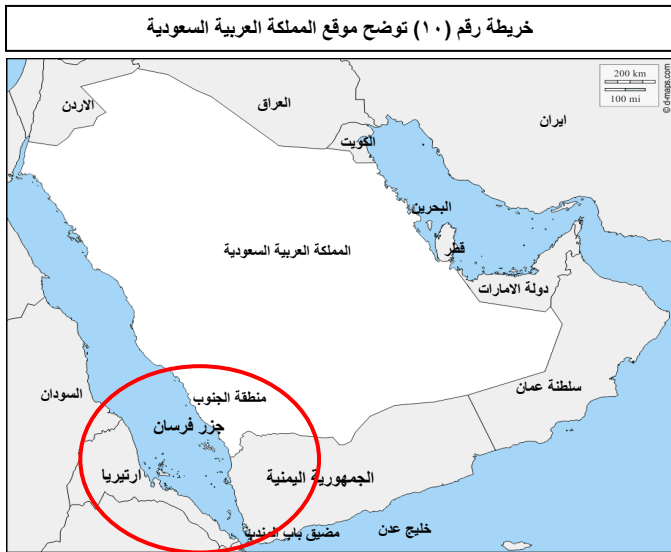 خريطة رقم (١٠) توضح موقع المملكة العربية السعودية
200 km
100 mi
© d-maps.com
الاردن
العراق
ايران
الكويت
البحرين
قطر
المملكة العربية السعودية
دولة الامارات
سلطنة عمان
السودان
منطقة الجنوب
جزر فرسان
ارتيريا
الجمهورية اليمنية
مضيق باب المندب
خليج عدن